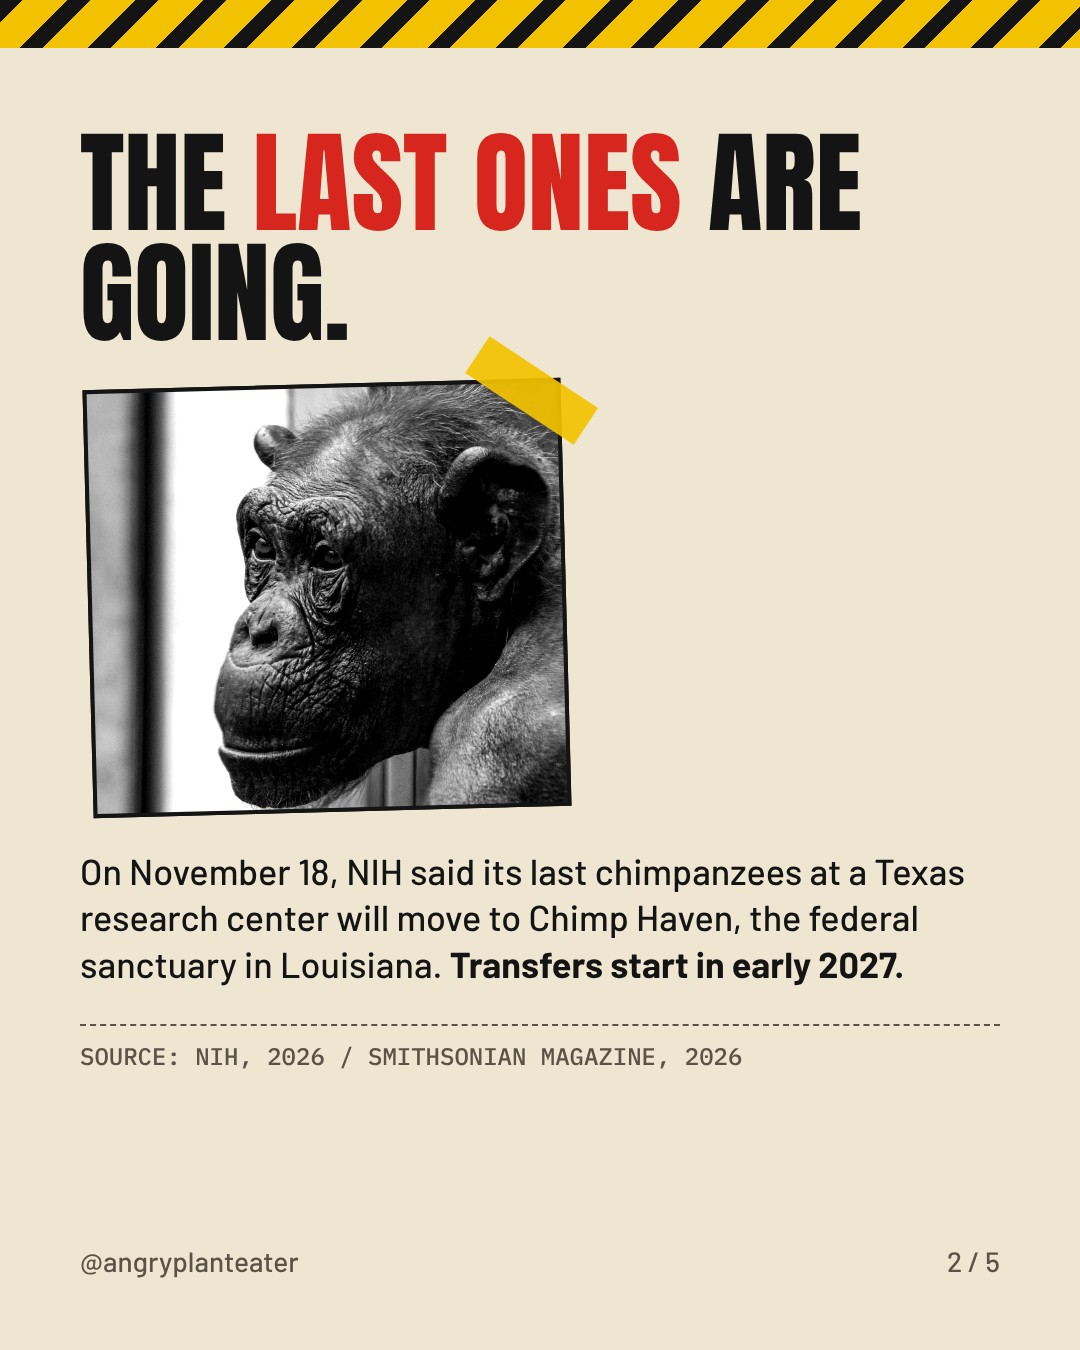 THE LAST ONES ARE
GOING.
On November 18, NIH said its last chimpanzees at a Texas
research center will move to Chimp Haven, the federal
sanctuary in Louisiana. Transfers start in early 2027.
SOURCE: NIH, 2026 / SMITHSONIAN MAGAZINE, 2026
@angryplanteater
2 / 5